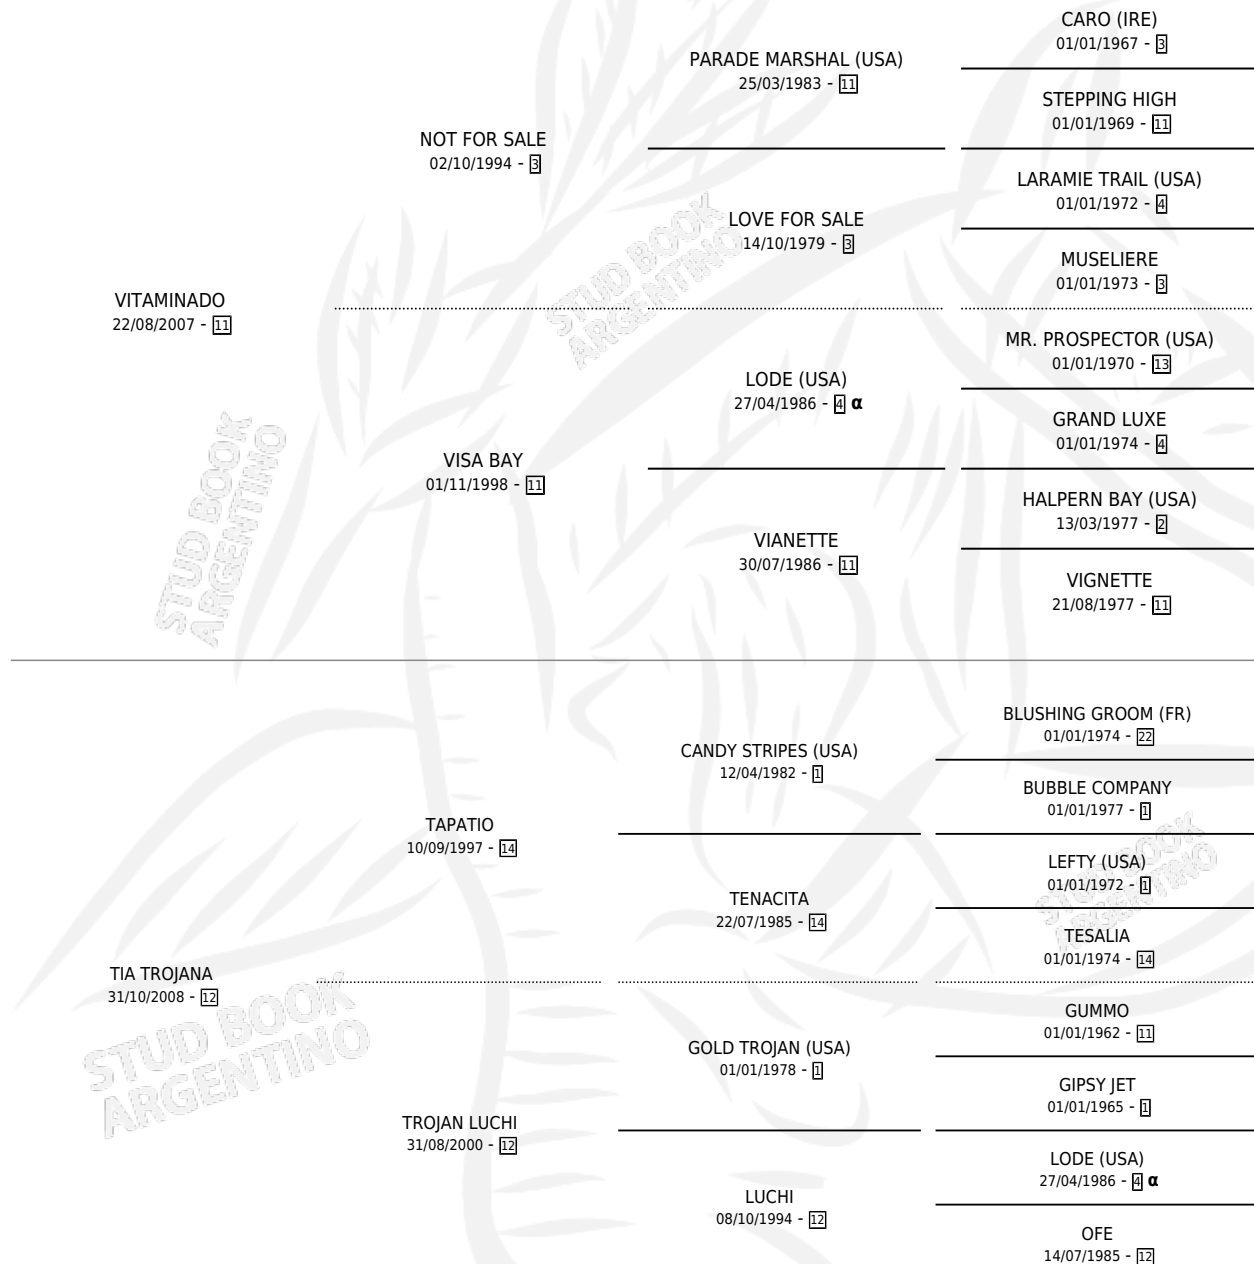 CARO (IRE)
01/01/1967 - 3
PARADE MARSHAL (USA)
25/03/1983 - 11
STEPPING HIGH
01/01/1969 - 11
NOT FOR SALE
02/10/1994 - 3
LARAMIE TRAIL (USA)
01/01/1972 - 4
LOVE FOR SALE
14/10/1979 - 3
MUSELIERE
01/01/1973 - 3
STUD BOOK
ARGENTINO
VITAMINADO
22/08/2007 - 11
MR. PROSPECTOR (USA)
01/01/1970 - 13
LODE (USA)
27/04/1986 - 4 α
GRAND LUXE
01/01/1974 - 4
VISA BAY
01/11/1998 - 11
HALPERN BAY (USA)
13/03/1977 - 2
VIANETTE
30/07/1986 - 11
VIGNETTE
21/08/1977 - 11
STUD BOOK
ARGENTINO
BLUSHING GROOM (FR)
01/01/1974 - 22
CANDY STRIPES (USA)
12/04/1982 - 1
BUBBLE COMPANY
01/01/1977 - 1
TAPATIO
10/09/1997 - 14
LEFTY (USA)
01/01/1972 - 1
TENACITA
22/07/1985 - 14
TESALIA
01/01/1974 - 14
STUD BOOK
ARGENTINO
TIA TROJANA
31/10/2008 - 12
GUMMO
01/01/1962 - 11
GOLD TROJAN (USA)
01/01/1978 - 1
GIPSY JET
01/01/1965 - 1
TROJAN LUCHI
31/08/2000 - 12
LODE (USA)
27/04/1986 - 4 α
LUCHI
08/10/1994 - 12
OFE
14/07/1985 - 12
STUD BOOK
ARGENTINO